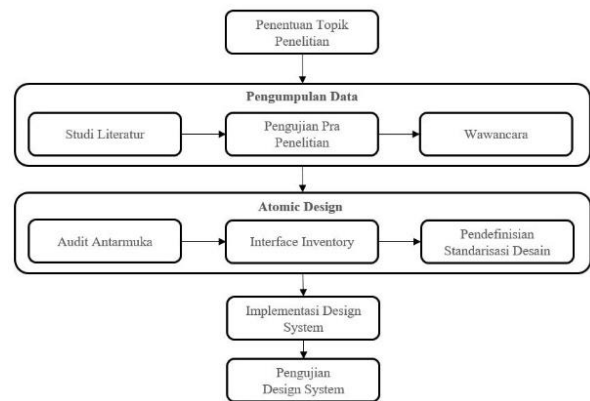 Penentuan Topik
Penelitian
Pengumpulan Data
Studi Literatur
Pengujian Pra
Penelitian
Wawancara
Atomic Design
Audit Antarmuka
Interface Inventory
Pendefinisian
Standarisasi Desain
Implementasi Design
System
Pengujian
Design System